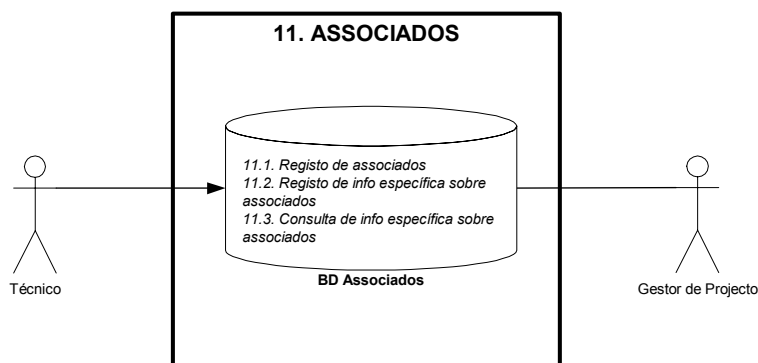 11. ASSOCIADOS
11.1. Registo de associados
11.2. Registo de info específica sobre
associados
11.3. Consulta de info específica sobre
associados
BD Associados
Técnico
Gestor de Projecto